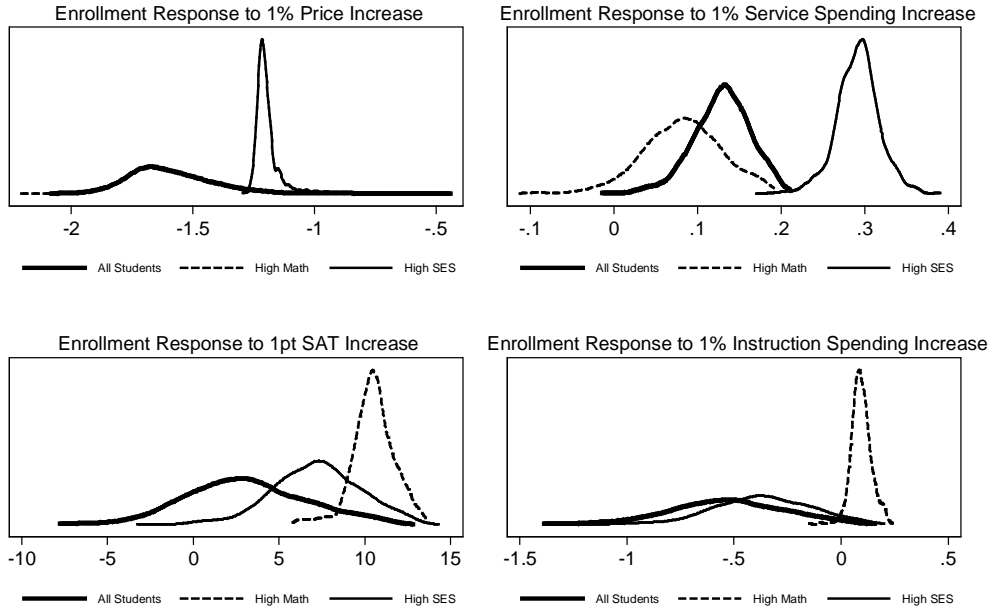 Enrollment Response to 1% Price Increase
-2 -1.5 -1 -.5
All Students High Math High SES
Enrollment Response to 1% Service Spending Increase
-.1 0 .1 .2 .3 .4
All Students High Math High SES
Enrollment Response to 1pt SAT Increase
-10 -5 0 5 10 15
All Students High Math High SES
Enrollment Response to 1% Instruction Spending Increase
-1.5 -1 -.5 0 .5
All Students High Math High SES